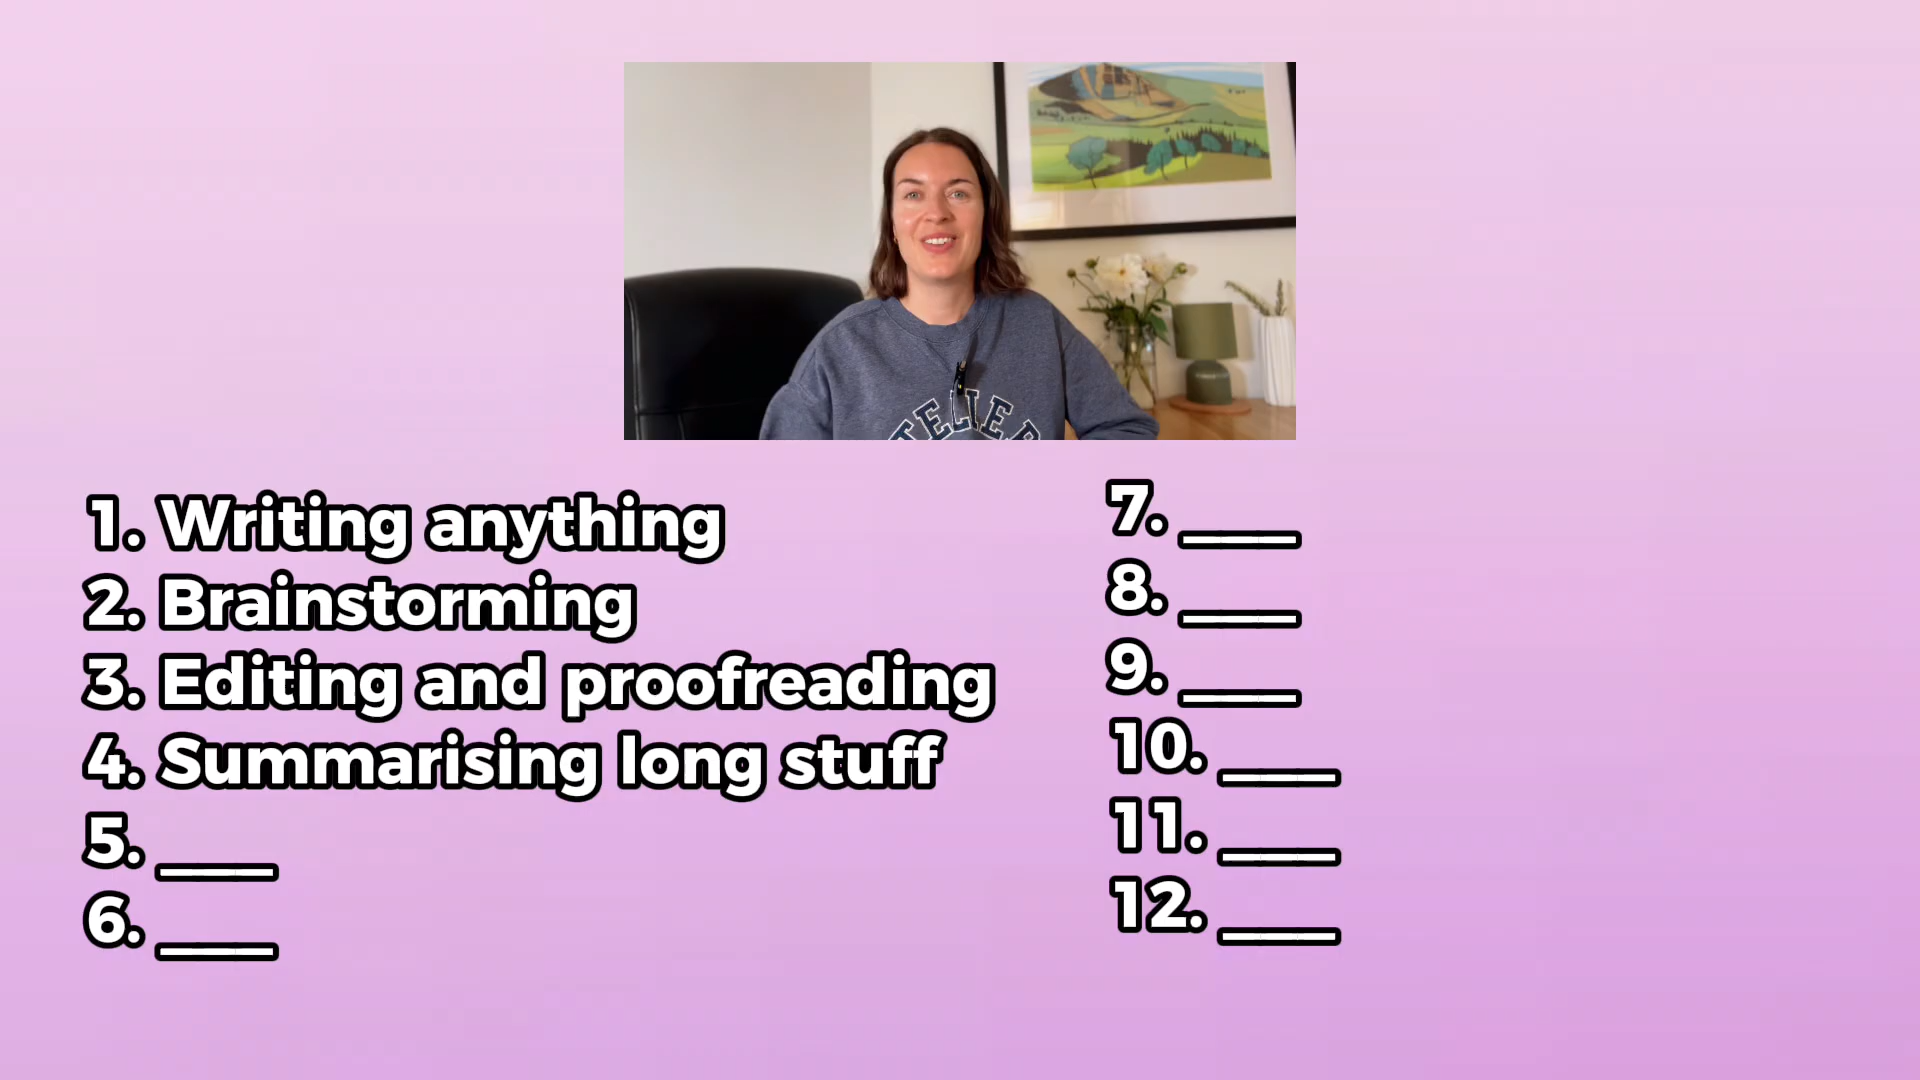 ATELIER
1. Writing anything
2. Brainstorming
3. Editing and proofreading
4. Summarising long stuff
5. ___
6. ___
7. ___
8. ___
9. ___
10. ___
11. ___
12. ___